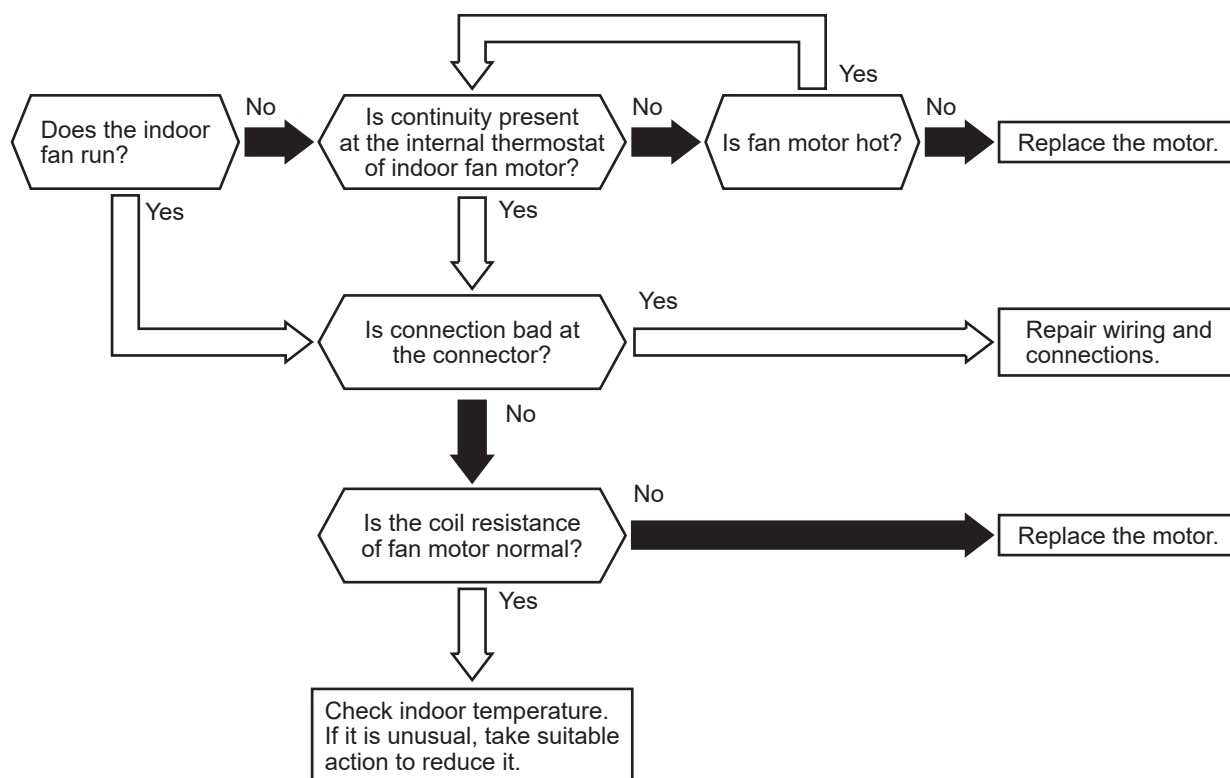 Yes
No
No
No
Does the indoor
fan run?
Is continuity present
at the internal thermostat
of indoor fan motor?
Is fan motor hot?
Replace the motor.
Yes
Yes
Yes
Is connection bad at
the connector?
Repair wiring and
connections.
No
No
Is the coil resistance
of fan motor normal?
Replace the motor.
Yes
Check indoor temperature.
If it is unusual, take suitable
action to reduce it.